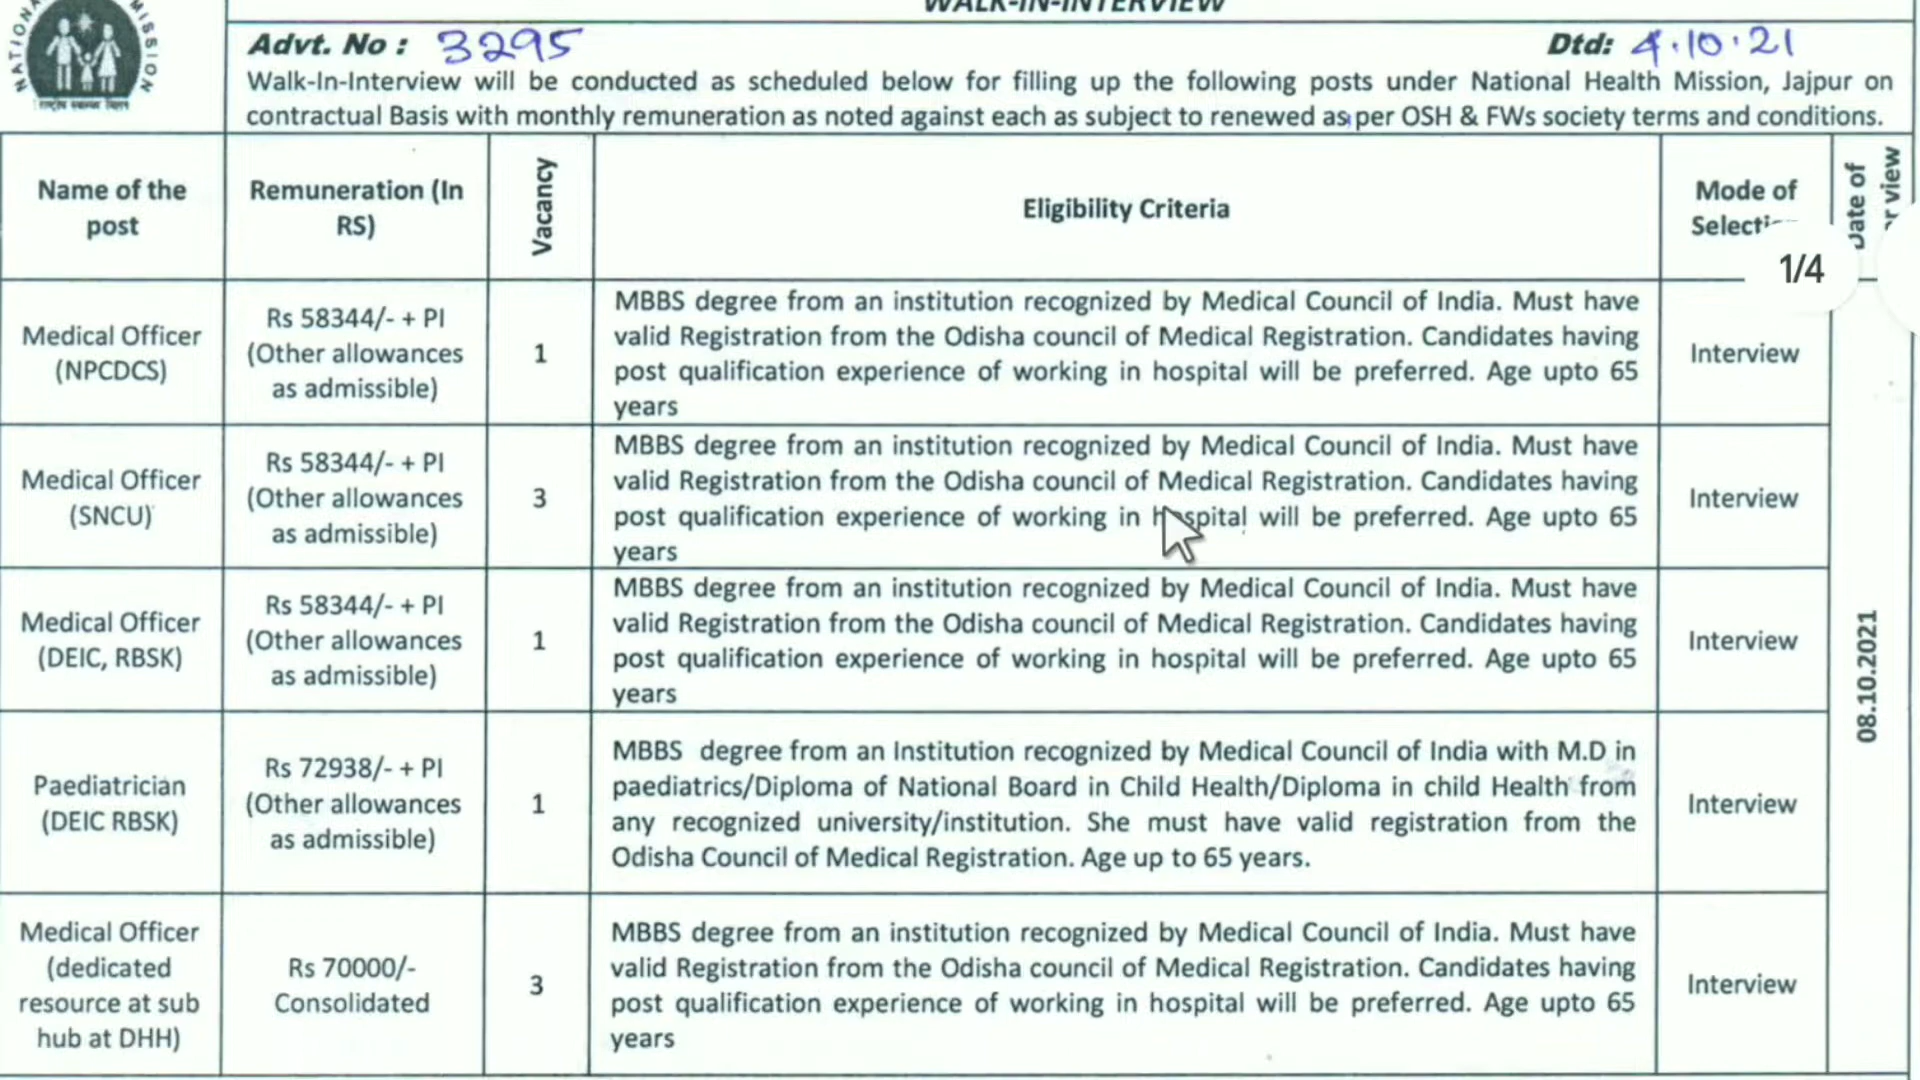 WALK-IN-INTERVIEW
Advt. No : 3295 Dtd: 4.10.21
Walk-In-Interview will be conducted as scheduled below for filling up the following posts under National Health Mission, Jajpur on
contractual Basis with monthly remuneration as noted against each as subject to renewed as per OSH & FWs society terms and conditions.
Name of the
post
Remuneration (In
RS)
Vacancy
Eligibility Criteria
Mode of
Date of
1/4
Medical Officer
(NPCDCS)
Rs 58344/- + PI
(Other allowances
as admissible)
1
MBBS degree from an institution recognized by Medical Council of India. Must have
valid Registration from the Odisha council of Medical Registration. Candidates having
post qualification experience of working in hospital will be preferred. Age upto 65
years
Interview
Medical Officer
(SNCU)
Rs 58344/- + PI
(Other allowances
as admissible)
3
MBBS degree from an institution recognized by Medical Council of India. Must have
valid Registration from the Odisha council of Medical Registration. Candidates having
post qualification experience of working in hospital will be preferred. Age upto 65
years
Interview
Medical Officer
(DEIC, RBSK)
Rs 58344/- + PI
(Other allowances
as admissible)
1
MBBS degree from an institution recognized by Medical Council of India. Must have
valid Registration from the Odisha council of Medical Registration. Candidates having
post qualification experience of working in hospital will be preferred. Age upto 65
years
Interview
Paediatrician
(DEIC RBSK)
Rs 72938/- + PI
(Other allowances
as admissible)
1
MBBS degree from an Institution recognized by Medical Council of India with M.D in
paediatrics/Diploma of National Board in Child Health/Diploma in child Health from
any recognized university/institution. She must have valid registration from the
Odisha Council of Medical Registration. Age up to 65 years.
Interview
Medical Officer
(dedicated
resource at sub
hub at DHH)
Rs 70000/-
Consolidated
3
MBBS degree from an institution recognized by Medical Council of India. Must have
valid Registration from the Odisha council of Medical Registration. Candidates having
post qualification experience of working in hospital will be preferred. Age upto 65
years
Interview
08.10.2021